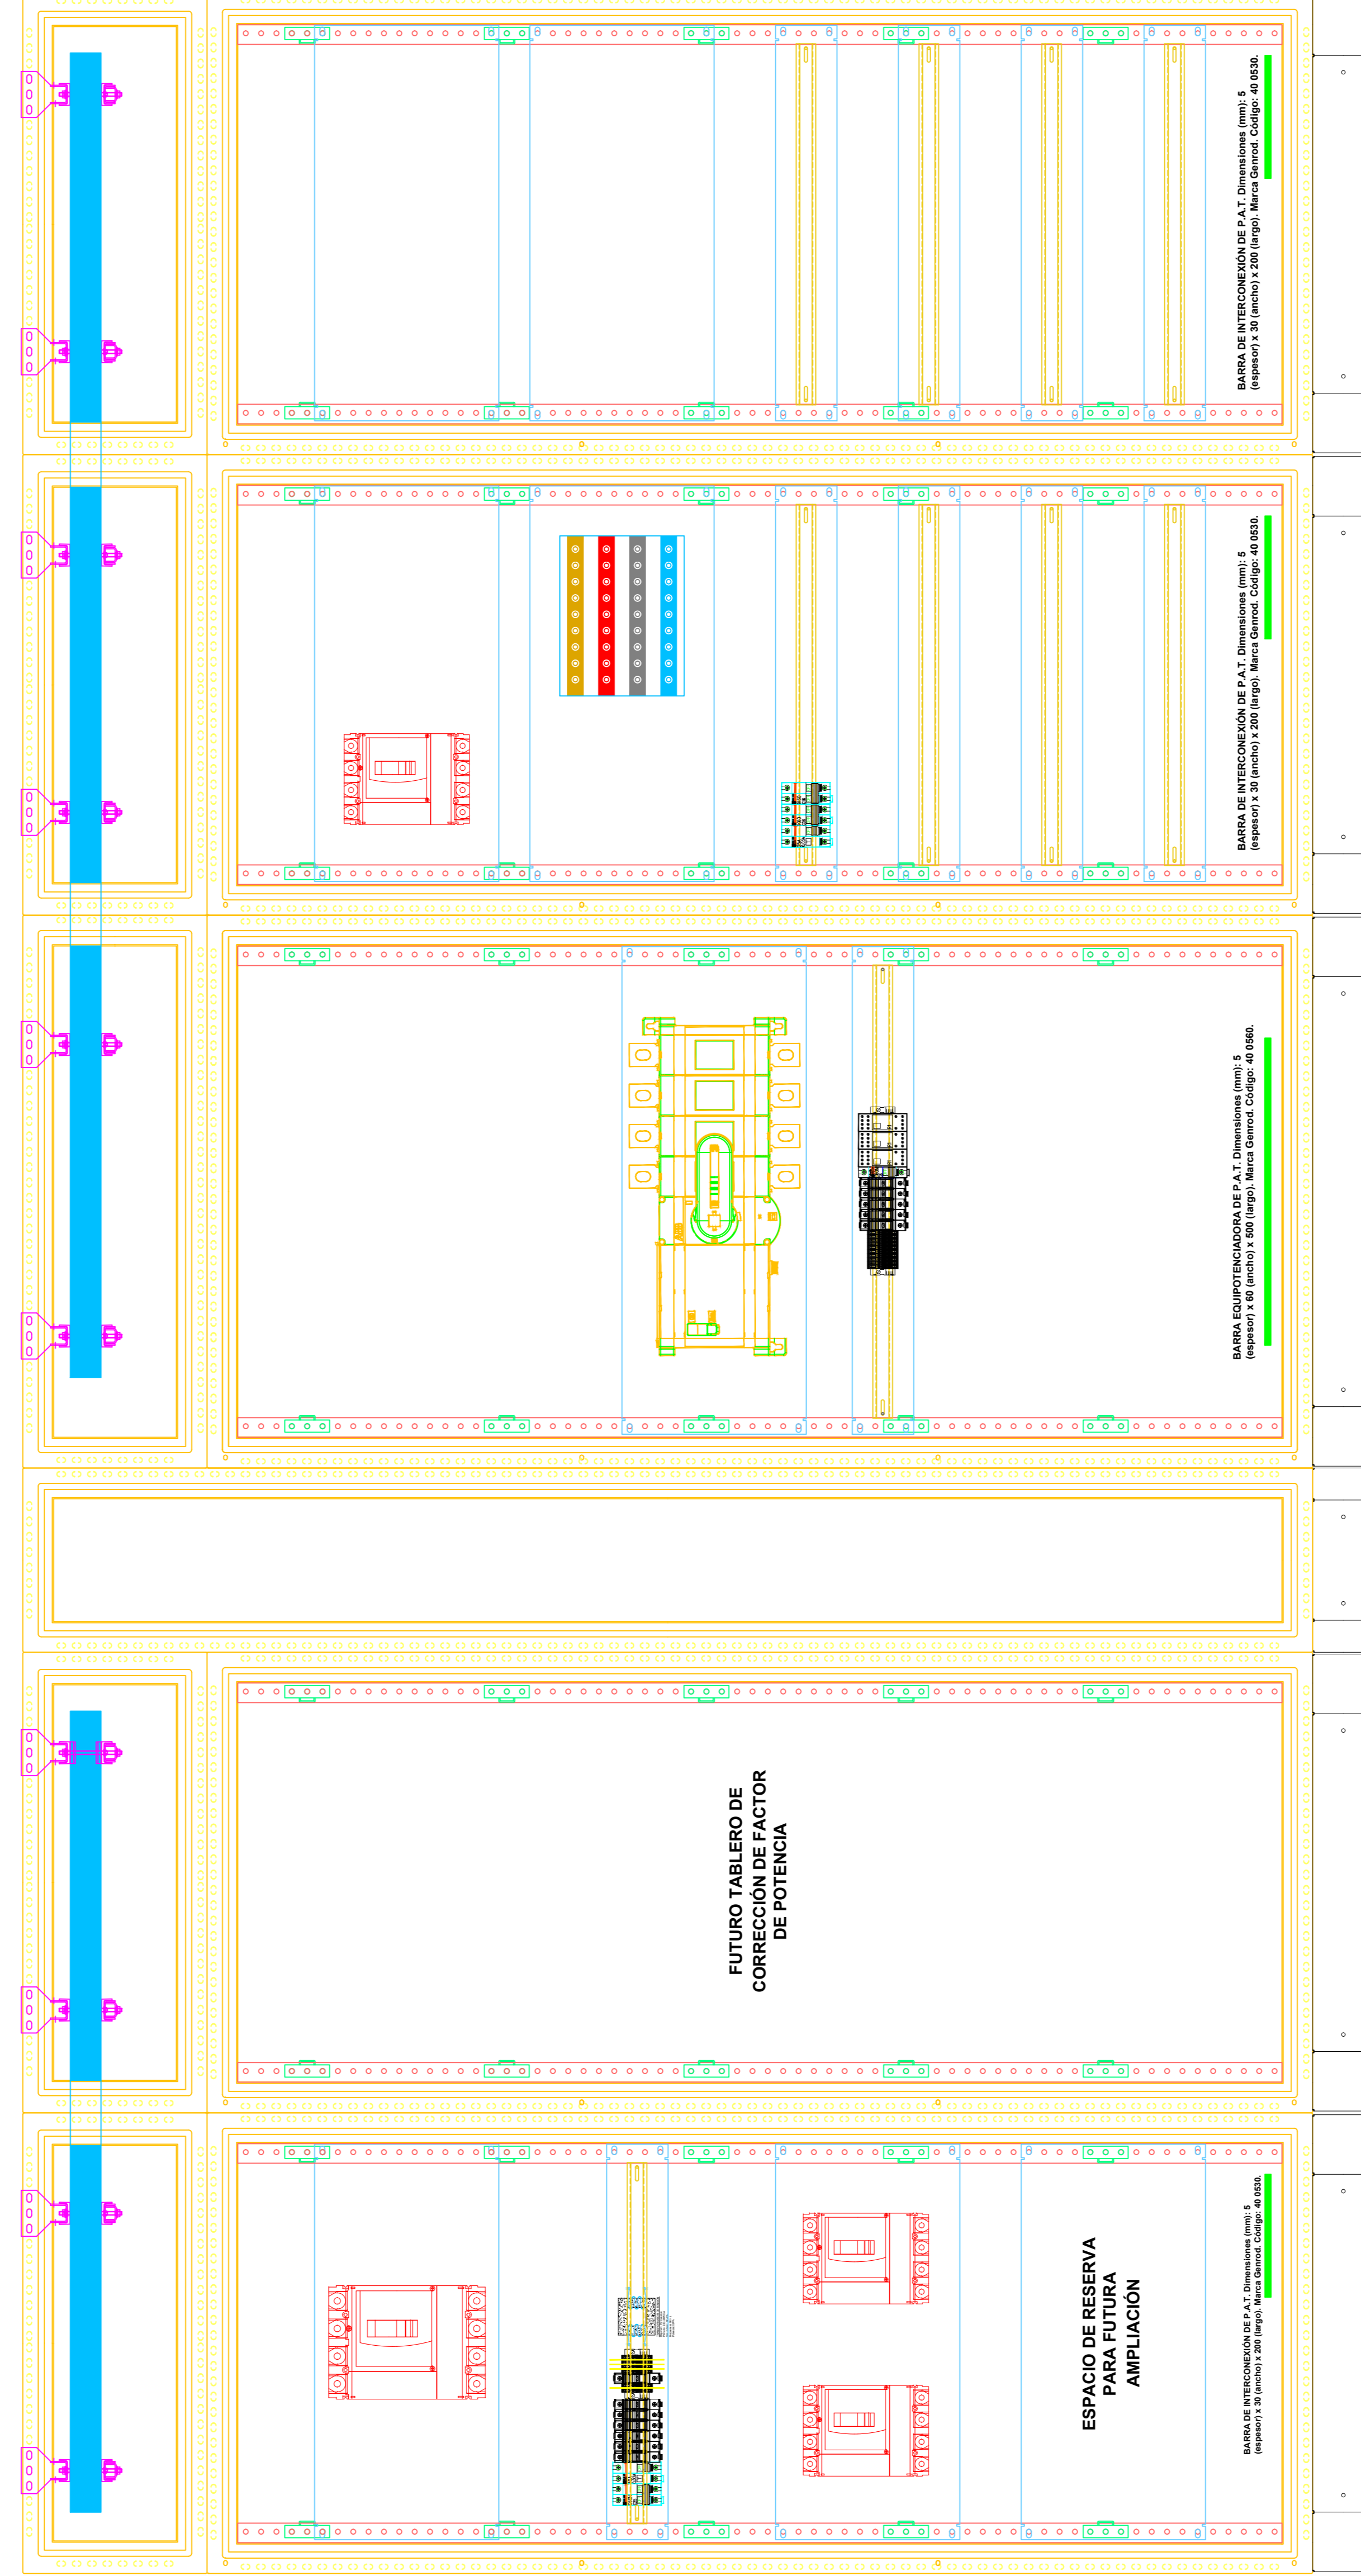 BARRA DE INTERCONEXIÓN DE P.A.T. Dimensiones (mm): 5
(espesor) x 30 (ancho) x 200 (largo). Marca Genrod. Código: 40 0530.
BARRA DE INTERCONEXIÓN DE P.A.T. Dimensiones (mm): 5
(espesor) x 30 (ancho) x 200 (largo). Marca Genrod. Código: 40 0530.
ABB
BARRA EQUIPOTENCIADORA DE P.A.T. Dimensiones (mm): 5
(espesor) x 60 (ancho) x 500 (largo). Marca Genrod. Código: 40 0560.
FUTURO TABLERO DE
CORRECCIÓN DE FACTOR
DE POTENCIA
ESPACIO DE RESERVA
PARA FUTURA
AMPLIACIÓN
BARRA DE INTERCONEXIÓN DE P.A.T. Dimensiones (mm): 5
(espesor) x 30 (ancho) x 200 (largo). Marca Genrod. Código: 40 0530.